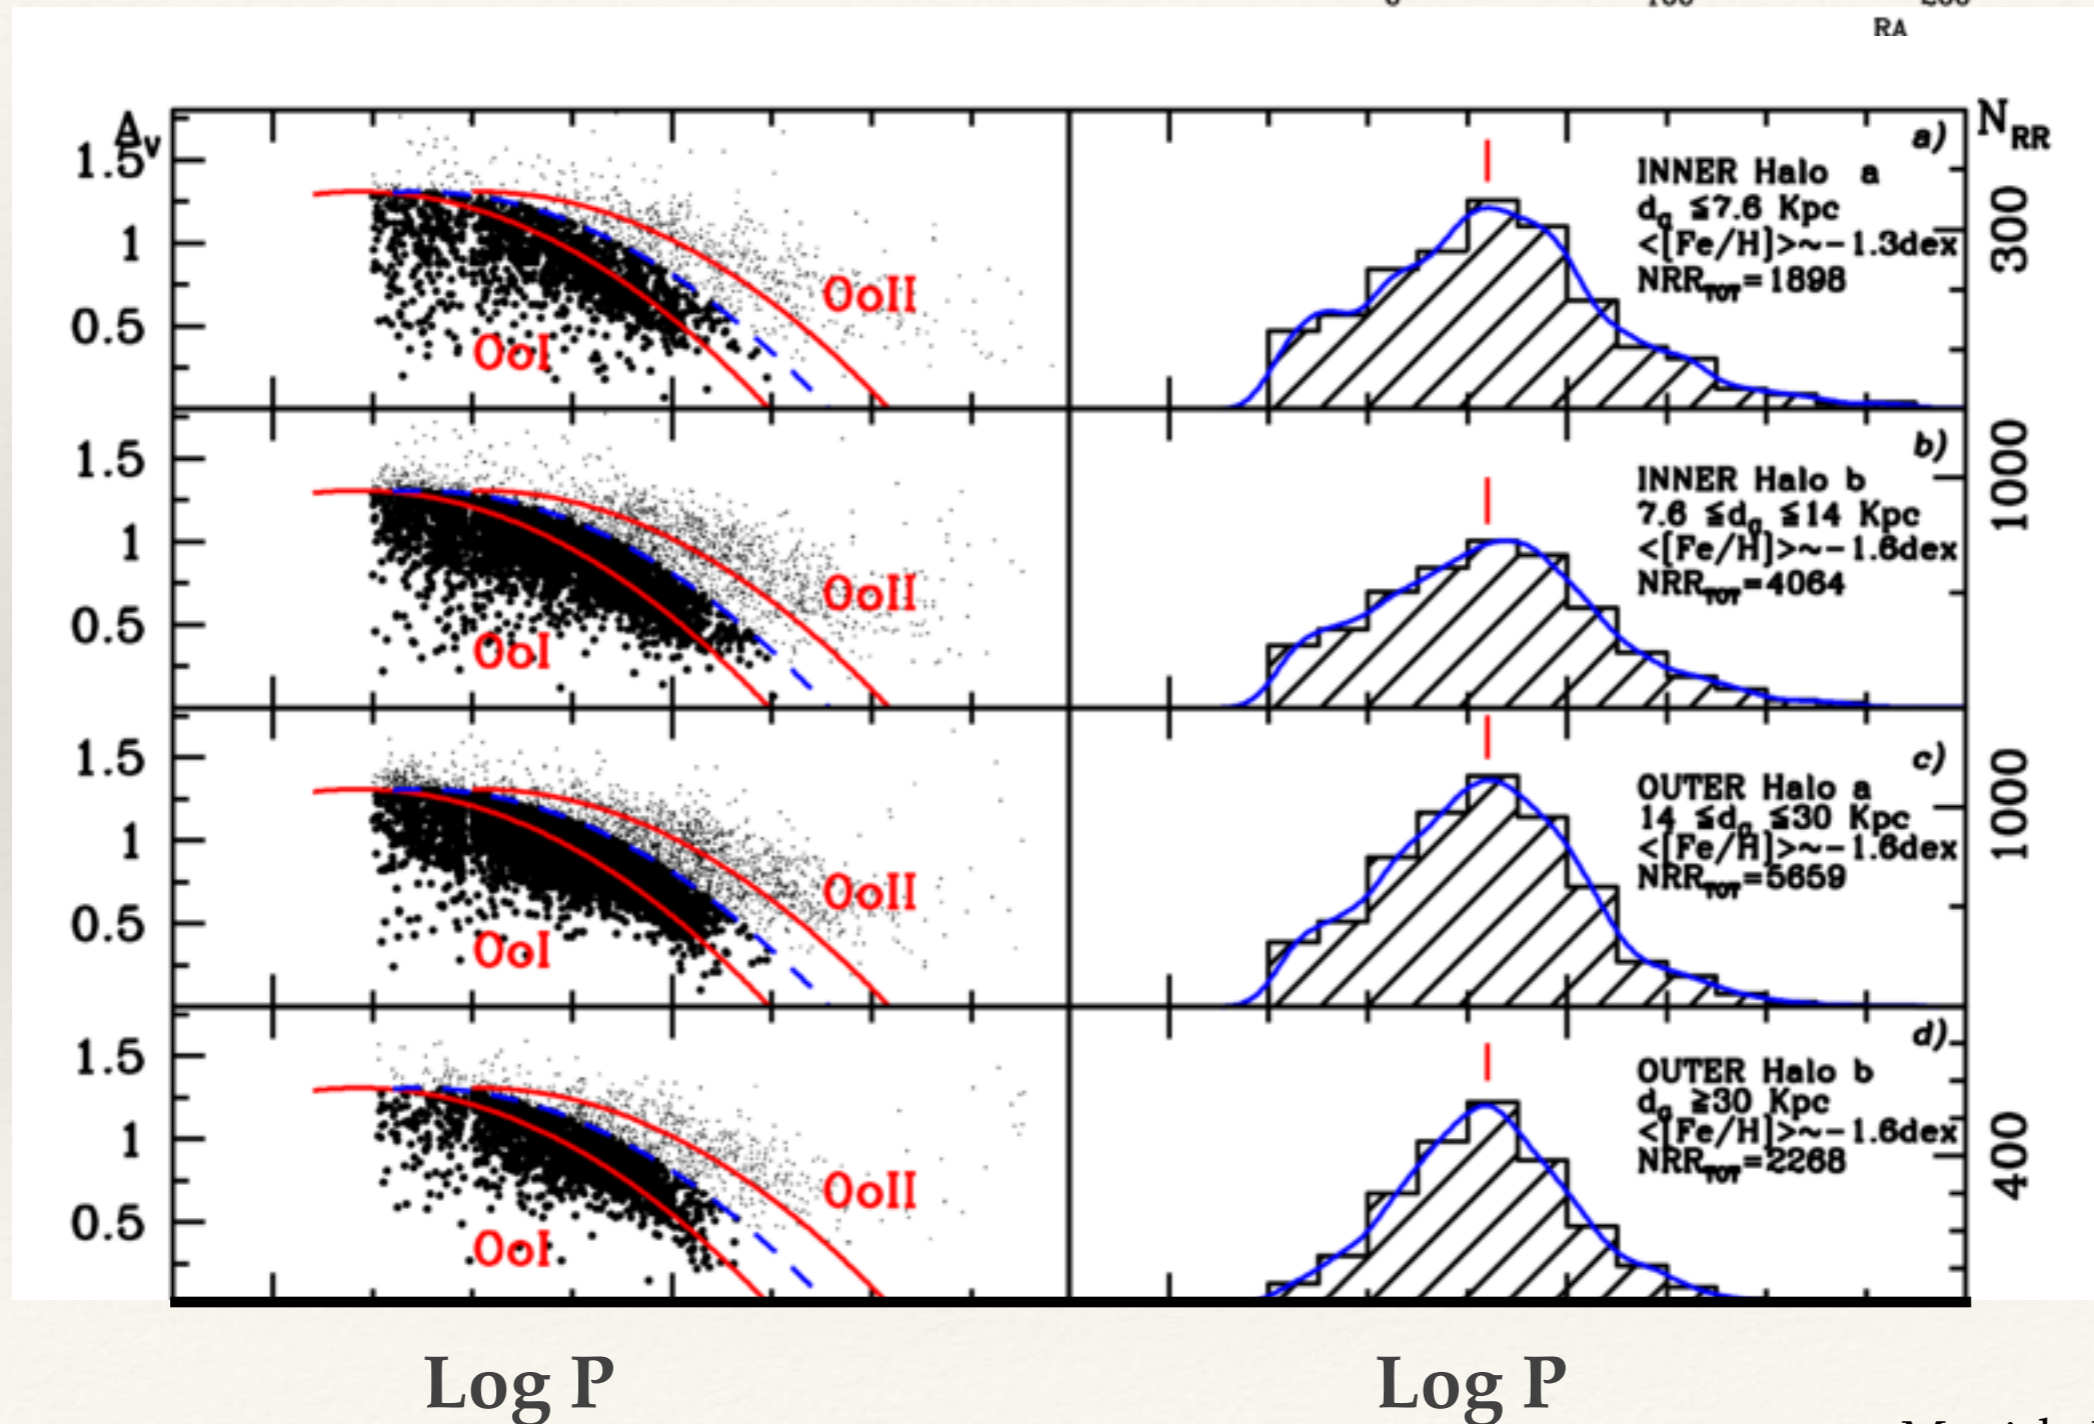 RA
A_V
N_RR
1.5
1
0.5
OoI
OoII
a)
INNER Halo a
d_g ≤7.6 Kpc
<[Fe/H]>~-1.3dex
NRR_TOT=1898
300
1.5
1
0.5
OoI
OoII
b)
INNER Halo b
7.6 ≤d_g ≤14 Kpc
<[Fe/H]>~-1.6dex
NRR_TOT=4064
1000
1.5
1
0.5
OoI
OoII
c)
OUTER Halo a
14 ≤d_g ≤30 Kpc
<[Fe/H]>~-1.6dex
NRR_TOT=5659
1000
1.5
1
0.5
OoI
OoII
d)
OUTER Halo b
d_g ≥30 Kpc
<[Fe/H]>~-1.6dex
NRR_TOT=2268
400
Log P
Log P